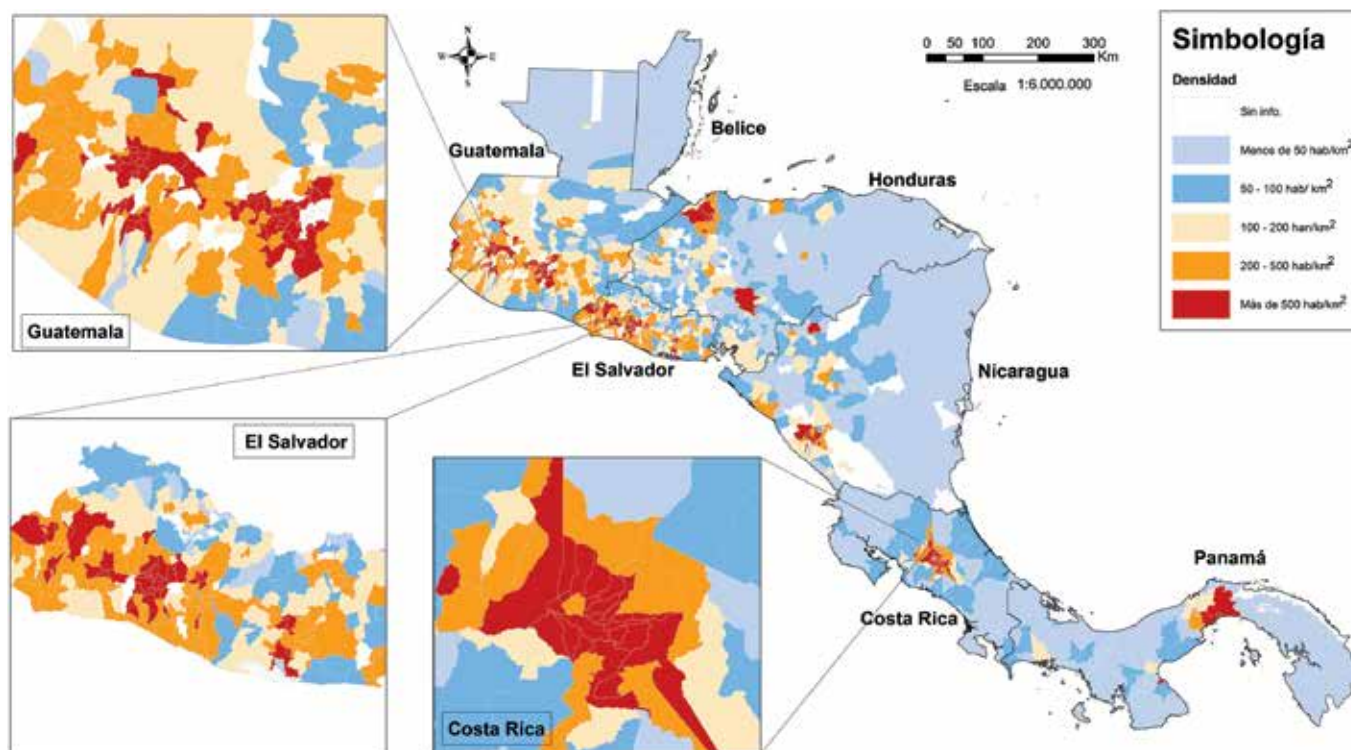 N
W E
S
0 50 100 200 300
Km
Escala 1:6.000.000
Simbología
Densidad
Sin info.
Menos de 50 hab/km²
50 - 100 hab/ km²
100 - 200 han/km²
200 - 500 hab/km²
Más de 500 hab/km²
Belice
Guatemala
Honduras
Guatemala
El Salvador
Nicaragua
El Salvador
Panamá
Costa Rica
Costa Rica